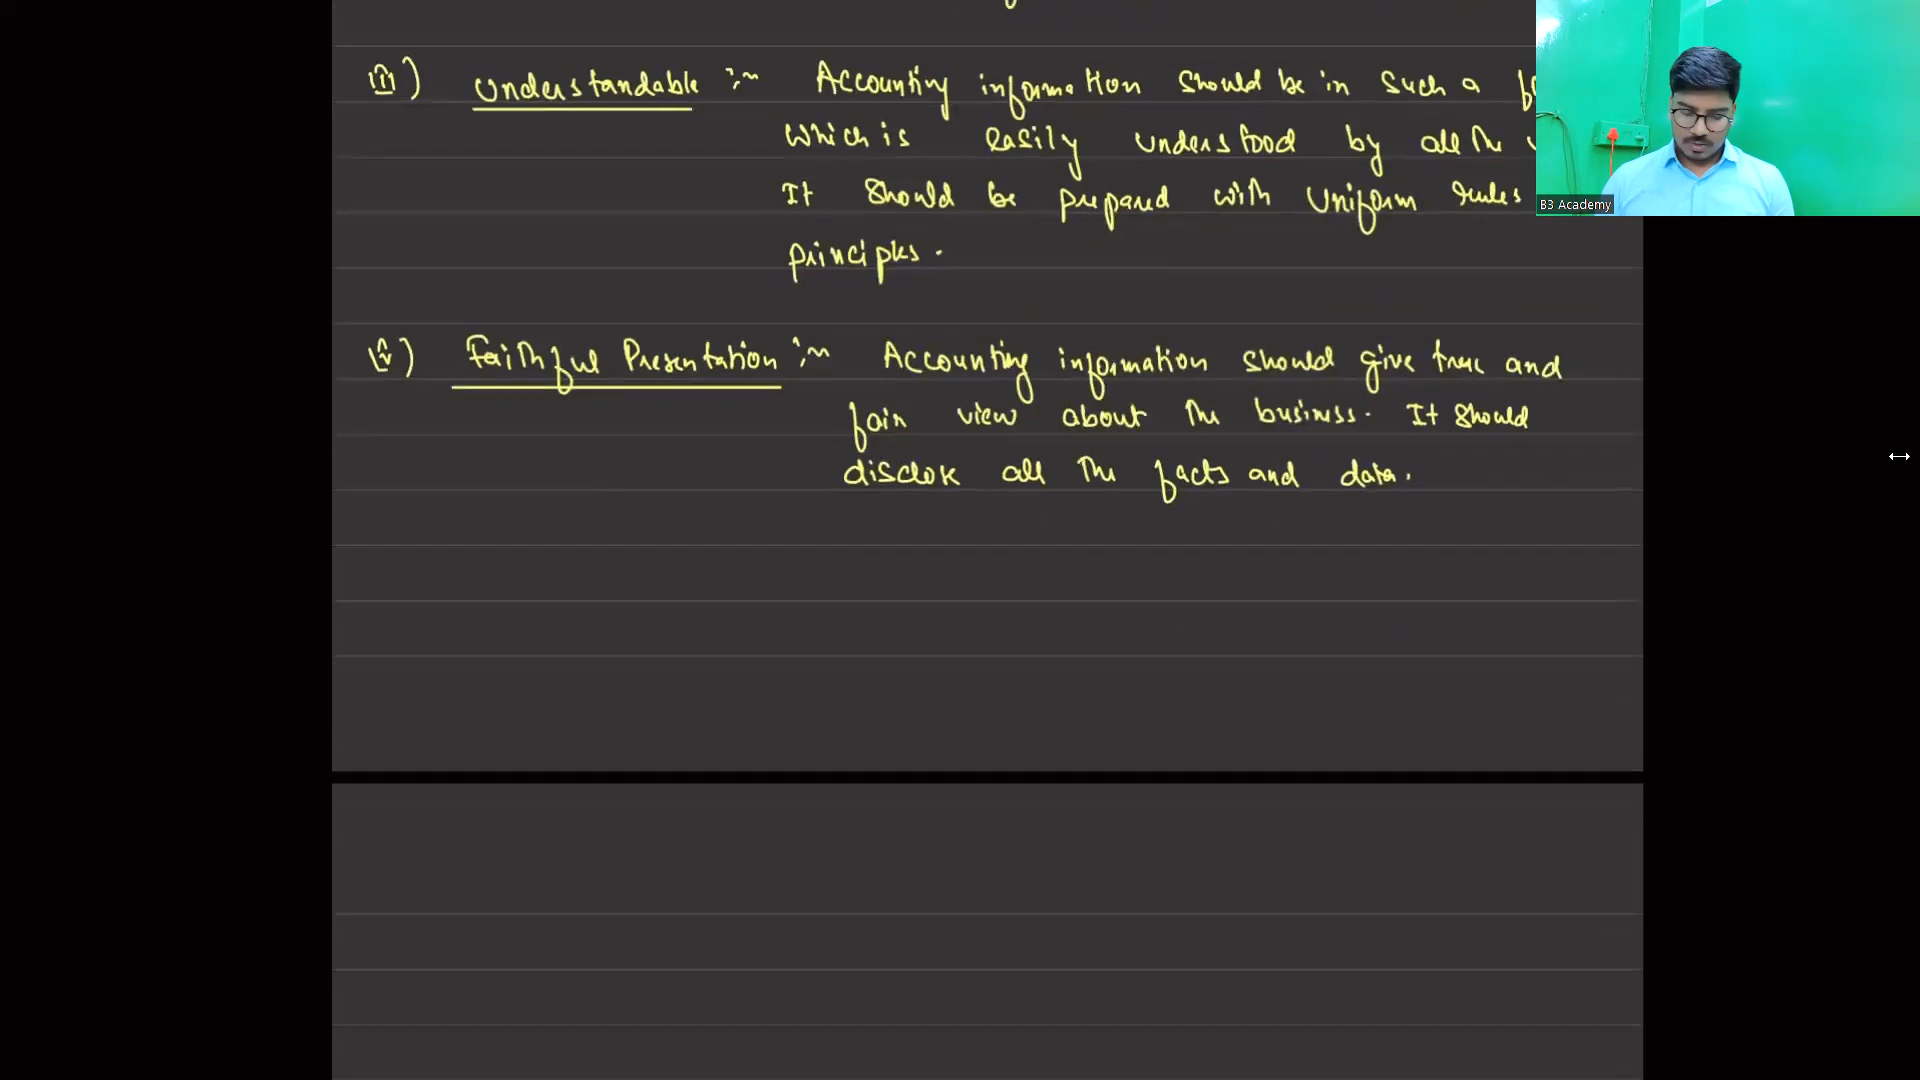 iii) Understandable :~ Accounting information should be in such a
which is easily understood by all the
It should be prepared with uniform rules
principles.
iv) Faithful Presentation :~ Accounting information should give true and
fair view about the business. It should
disclose all the facts and data.
B3 Academy